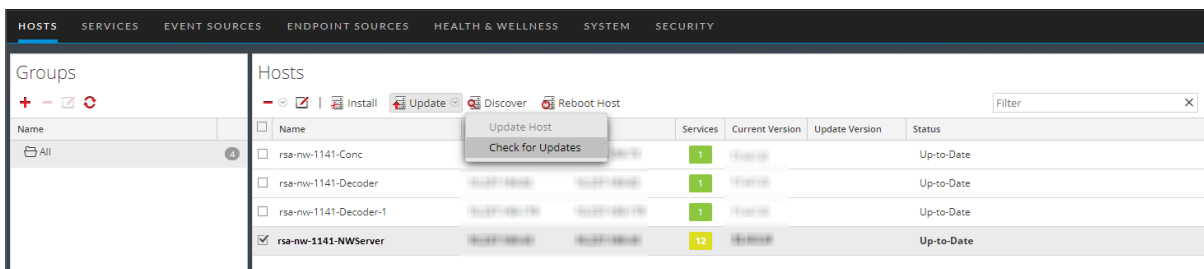 HOSTS SERVICES EVENT SOURCES ENDPOINT SOURCES HEALTH & WELLNESS SYSTEM SECURITY
Groups
Name
All 4
Hosts
Install Update Discover Reboot Host Filter X
Name Services Current Version Update Version Status
Update Host
Check for Updates
rsa-nw-1141-Conc 1 Up-to-Date
rsa-nw-1141-Decoder 1 Up-to-Date
rsa-nw-1141-Decoder-1 1 Up-to-Date
rsa-nw-1141-NWServer 12 Up-to-Date